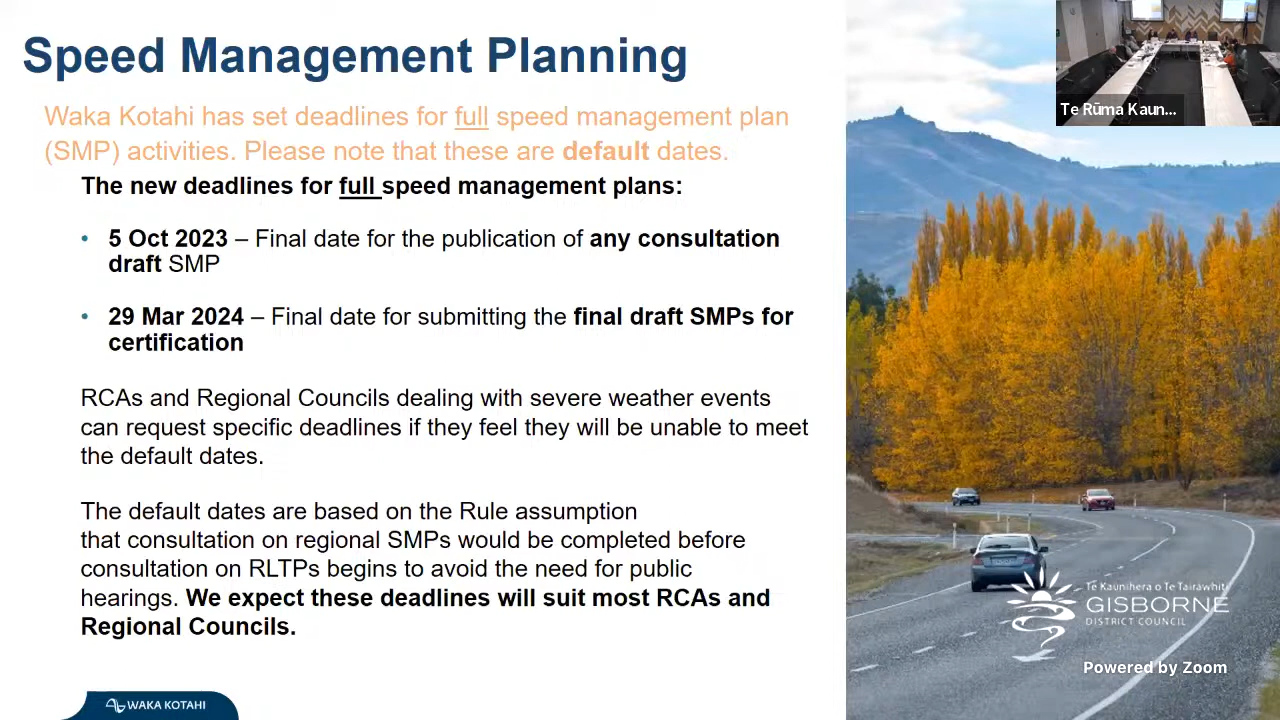 Speed Management Planning
Waka Kotahi has set deadlines for full speed management plan
(SMP) activities. Please note that these are default dates.
The new deadlines for full speed management plans:
• 5 Oct 2023 – Final date for the publication of any consultation
draft SMP
• 29 Mar 2024 – Final date for submitting the final draft SMPs for
certification
RCAs and Regional Councils dealing with severe weather events
can request specific deadlines if they feel they will be unable to meet
the default dates.
The default dates are based on the Rule assumption
that consultation on regional SMPs would be completed before
consultation on RLTPs begins to avoid the need for public
hearings. We expect these deadlines will suit most RCAs and
Regional Councils.
WAKA KOTAHI
Te Rūma Kaun...
Te Kaunihera o Te Tairāwhiti
GISBORNE
DISTRICT COUNCIL
Powered by Zoom